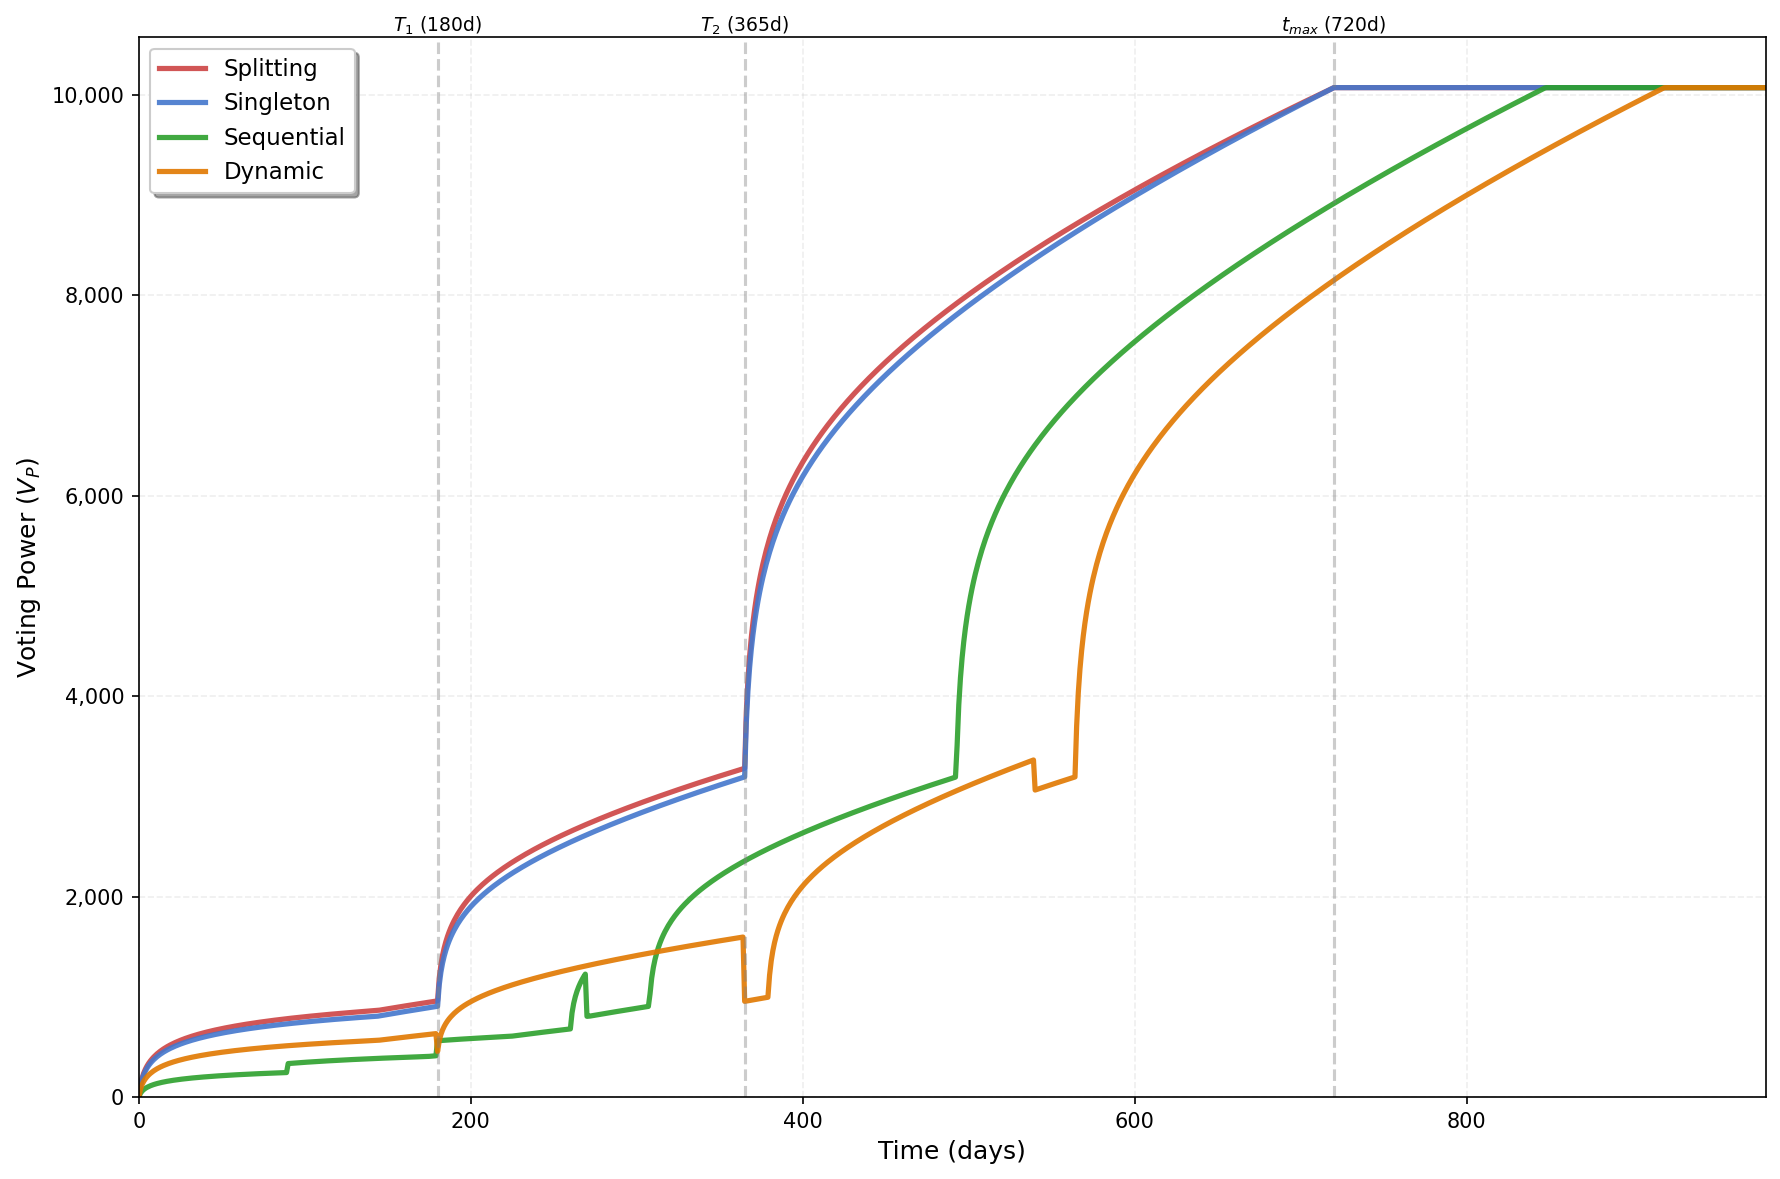 T₁ (180d)
T₂ (365d)
tₘₐₓ (720d)
Splitting
Singleton
Sequential
Dynamic
10,000
8,000
6,000
4,000
2,000
0
Voting Power (V_P)
0
200
400
600
800
Time (days)